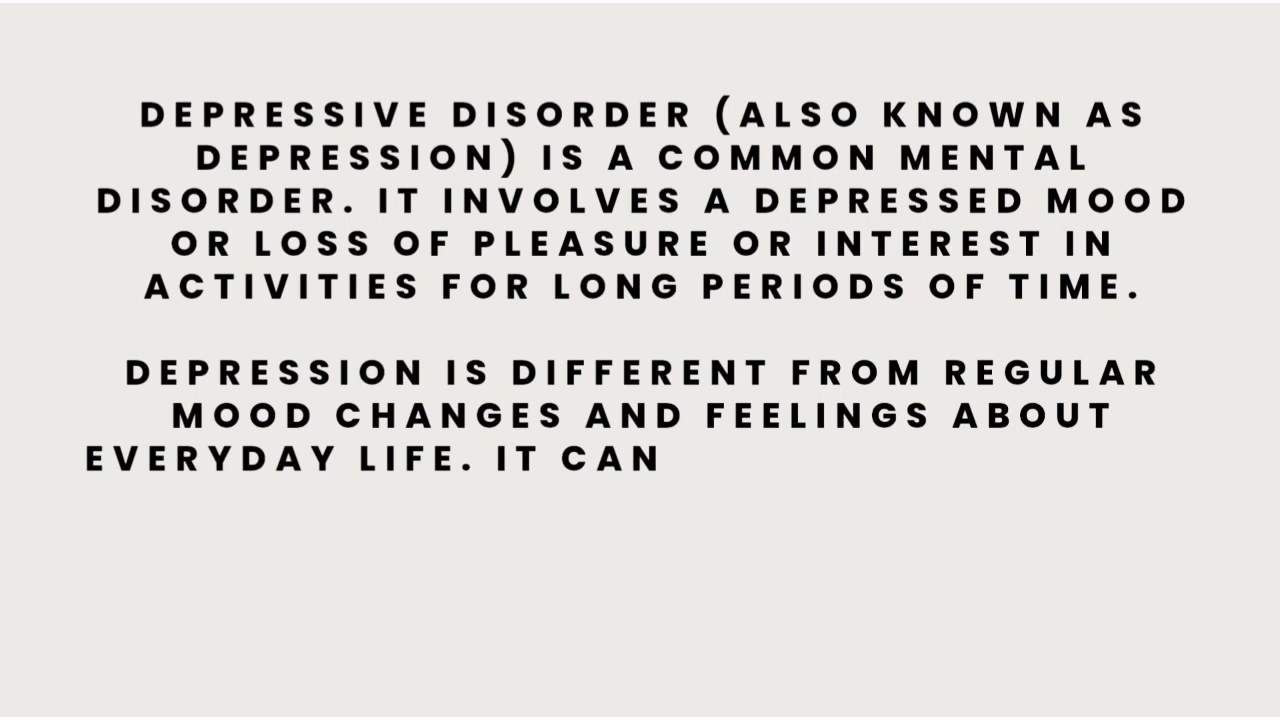 DEPRESSIVE DISORDER (ALSO KNOWN AS
DEPRESSION) IS A COMMON MENTAL
DISORDER. IT INVOLVES A DEPRESSED MOOD
OR LOSS OF PLEASURE OR INTEREST IN
ACTIVITIES FOR LONG PERIODS OF TIME.
DEPRESSION IS DIFFERENT FROM REGULAR
MOOD CHANGES AND FEELINGS ABOUT
EVERYDAY LIFE. IT CAN